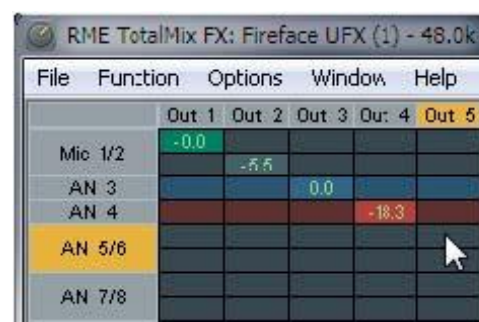 RME TotalMix FX: Fireface UFX (1) - 48.0k
File Function Options Window Help
Out 1 Out 2 Out 3 Out 4 Out 5
Mic 1/2 -0.0
-5.5
AN 3 0.0
AN 4 -18.3
AN 5/6
AN 7/8